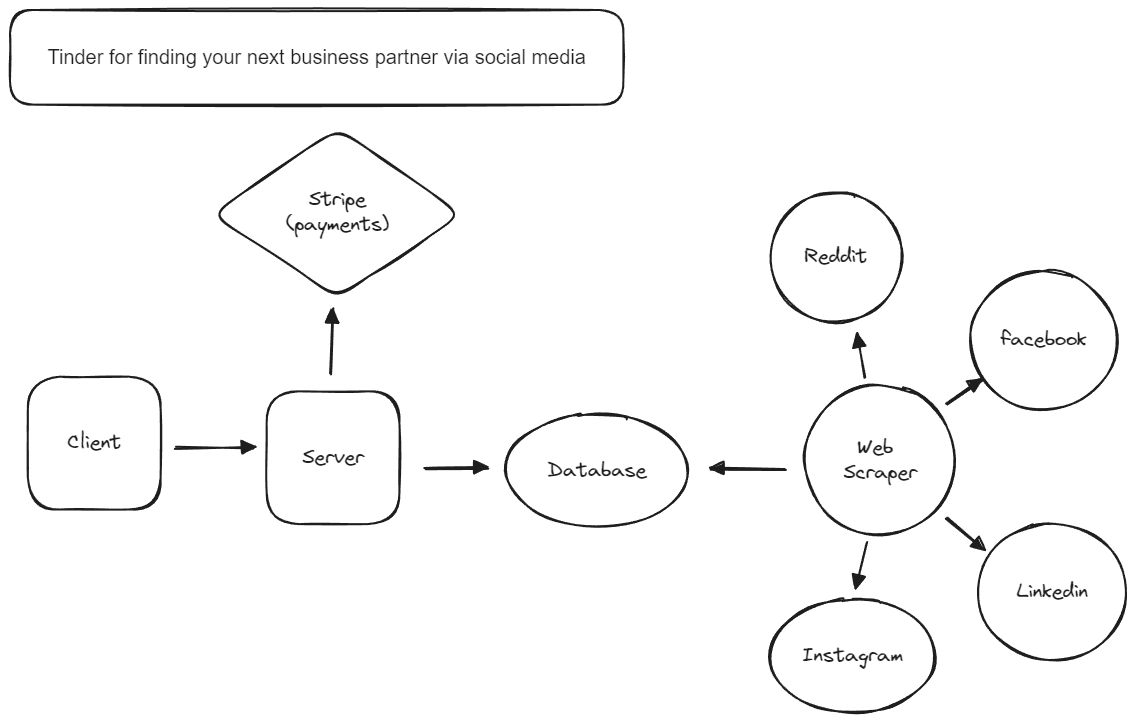 Tinder for finding your next business partner via social media
Stripe
(payments)
Reddit
facebook
Client
Server
Database
Web
Scraper
Linkedin
Instagram